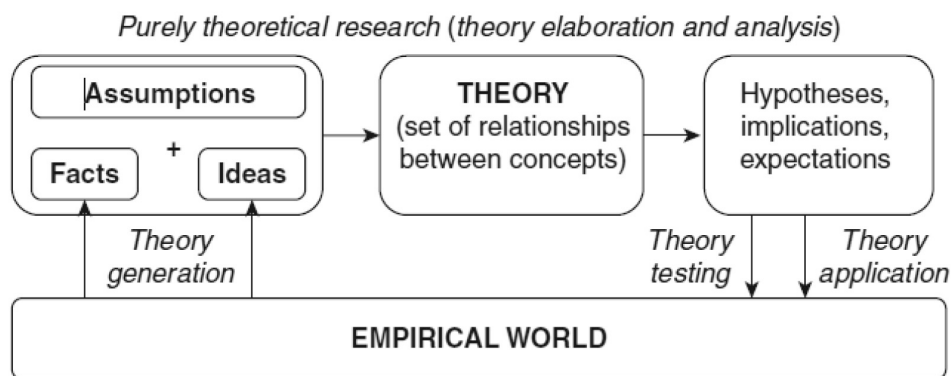 Purely theoretical research (theory elaboration and analysis)
Assumptions
+
Facts
Ideas
THEORY
(set of relationships
between concepts)
Hypotheses,
implications,
expectations
Theory
generation
Theory
testing
Theory
application
EMPIRICAL WORLD